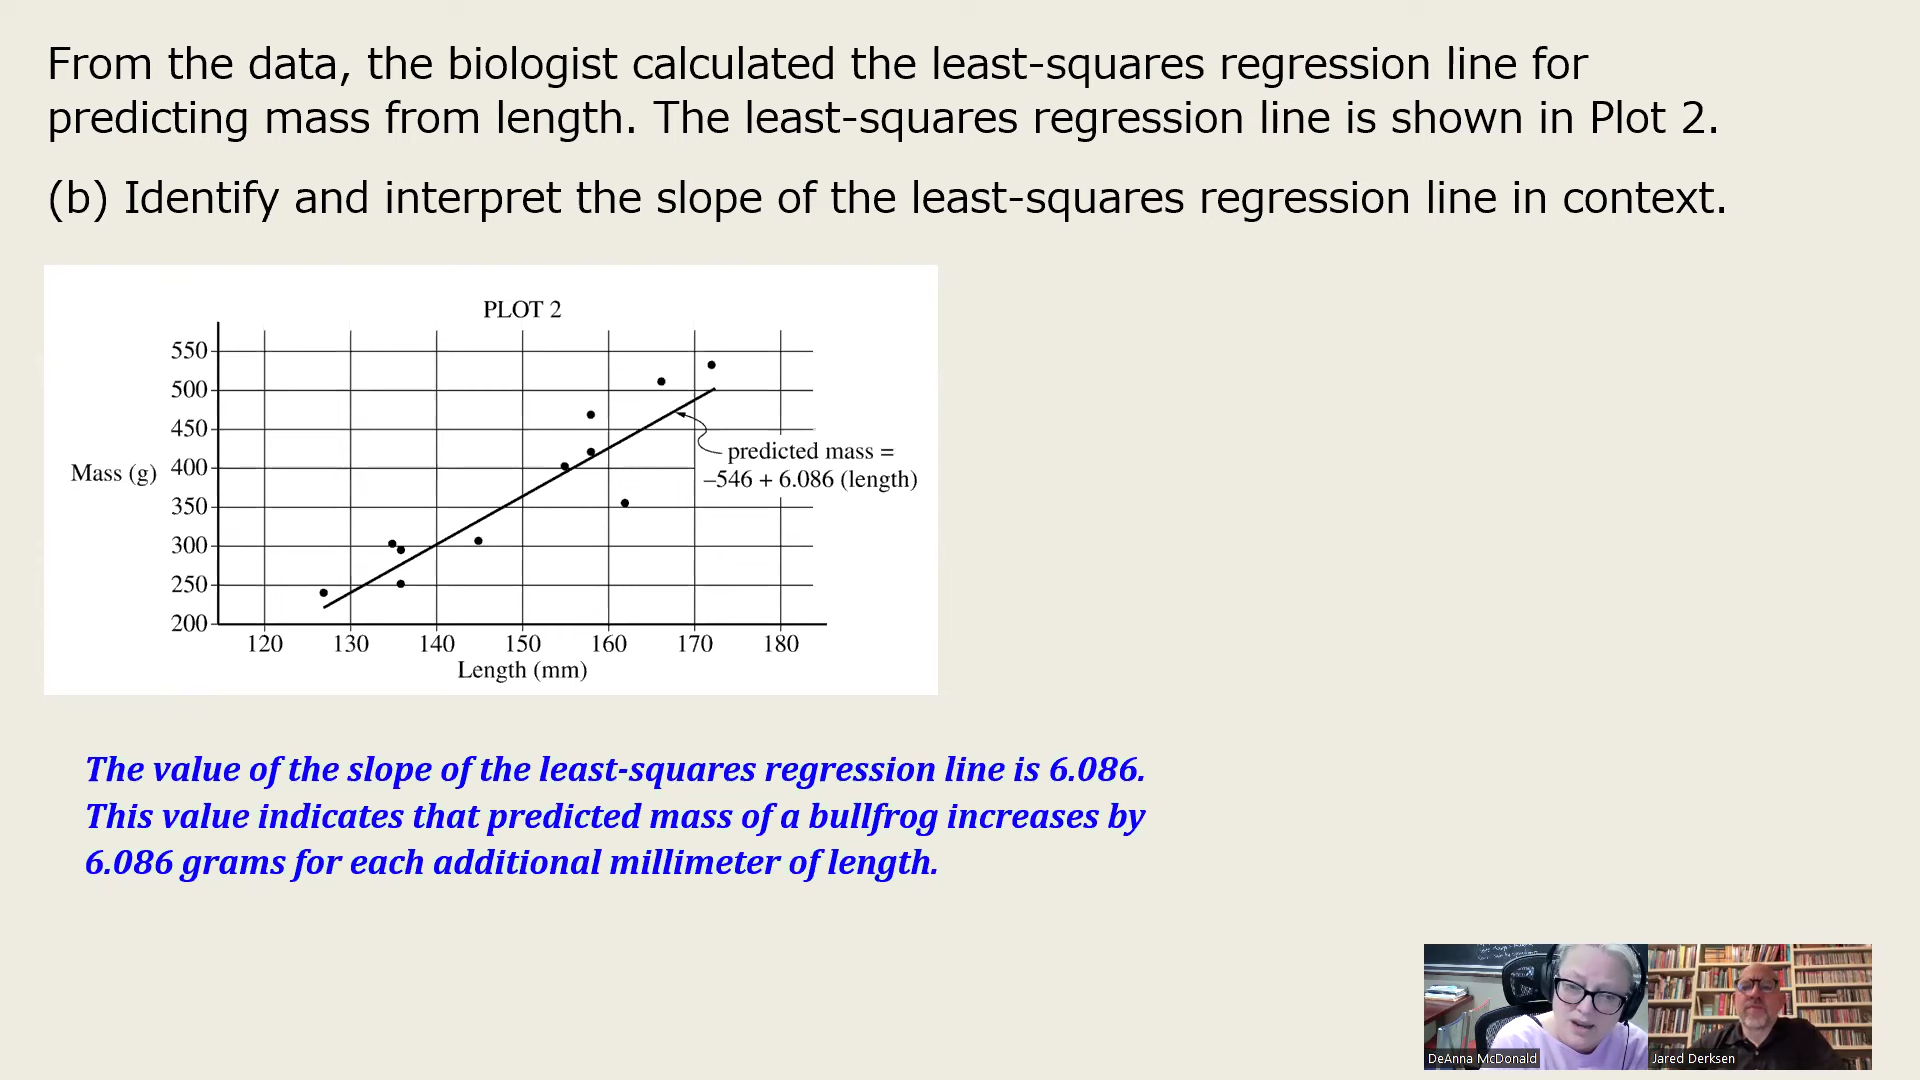 From the data, the biologist calculated the least-squares regression line for
predicting mass from length. The least-squares regression line is shown in Plot 2.
(b) Identify and interpret the slope of the least-squares regression line in context.
PLOT 2
550
500
450
400
350
300
250
200
Mass (g)
predicted mass =
–546 + 6.086 (length)
120 130 140 150 160 170 180
Length (mm)
The value of the slope of the least-squares regression line is 6.086.
This value indicates that predicted mass of a bullfrog increases by
6.086 grams for each additional millimeter of length.
DeAnna McDonald
Jared Derksen